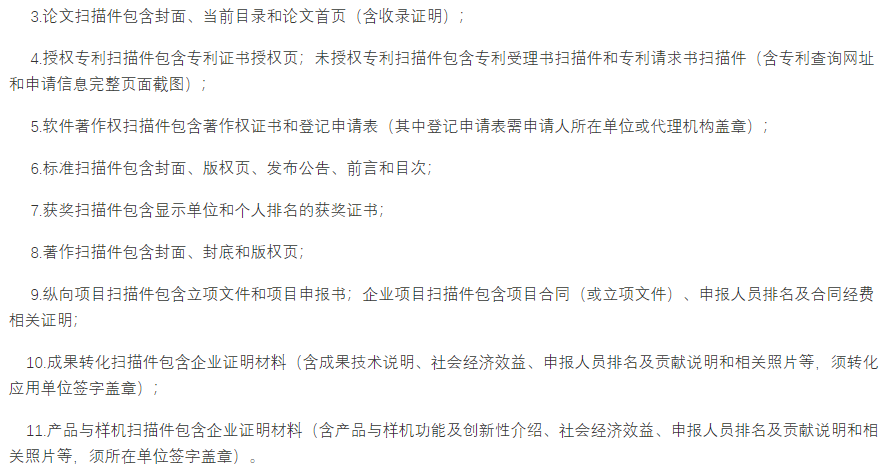 3.论文扫描件包含封面、当前目录和论文首页（含收录证明）；
4.授权专利扫描件包含专利证书授权页；未授权专利扫描件包含专利受理书扫描件和专利请求书扫描件（含专利查询网址
和申请信息完整页面截图）；
5.软件著作权扫描件包含著作权证书和登记申请表（其中登记申请表需申请人所在单位或代理机构盖章）；
6.标准扫描件包含封面、版权页、发布公告、前言和目次；
7.获奖扫描件包含显示单位和个人排名的获奖证书；
8.著作扫描件包含封面、封底和版权页；
9.纵向项目扫描件包含立项文件和项目申报书；企业项目扫描件包含项目合同（或立项文件）、申报人员排名及合同经费
相关证明；
10.成果转化扫描件包含企业证明材料（含成果技术说明、社会经济效益、申报人员排名及贡献说明和相关照片等，须转化
应用单位签字盖章）；
11.产品与样机扫描件包含企业证明材料（含产品与样机功能及创新性介绍、社会经济效益、申报人员排名及贡献说明和相
关照片等，须所在单位签字盖章）。